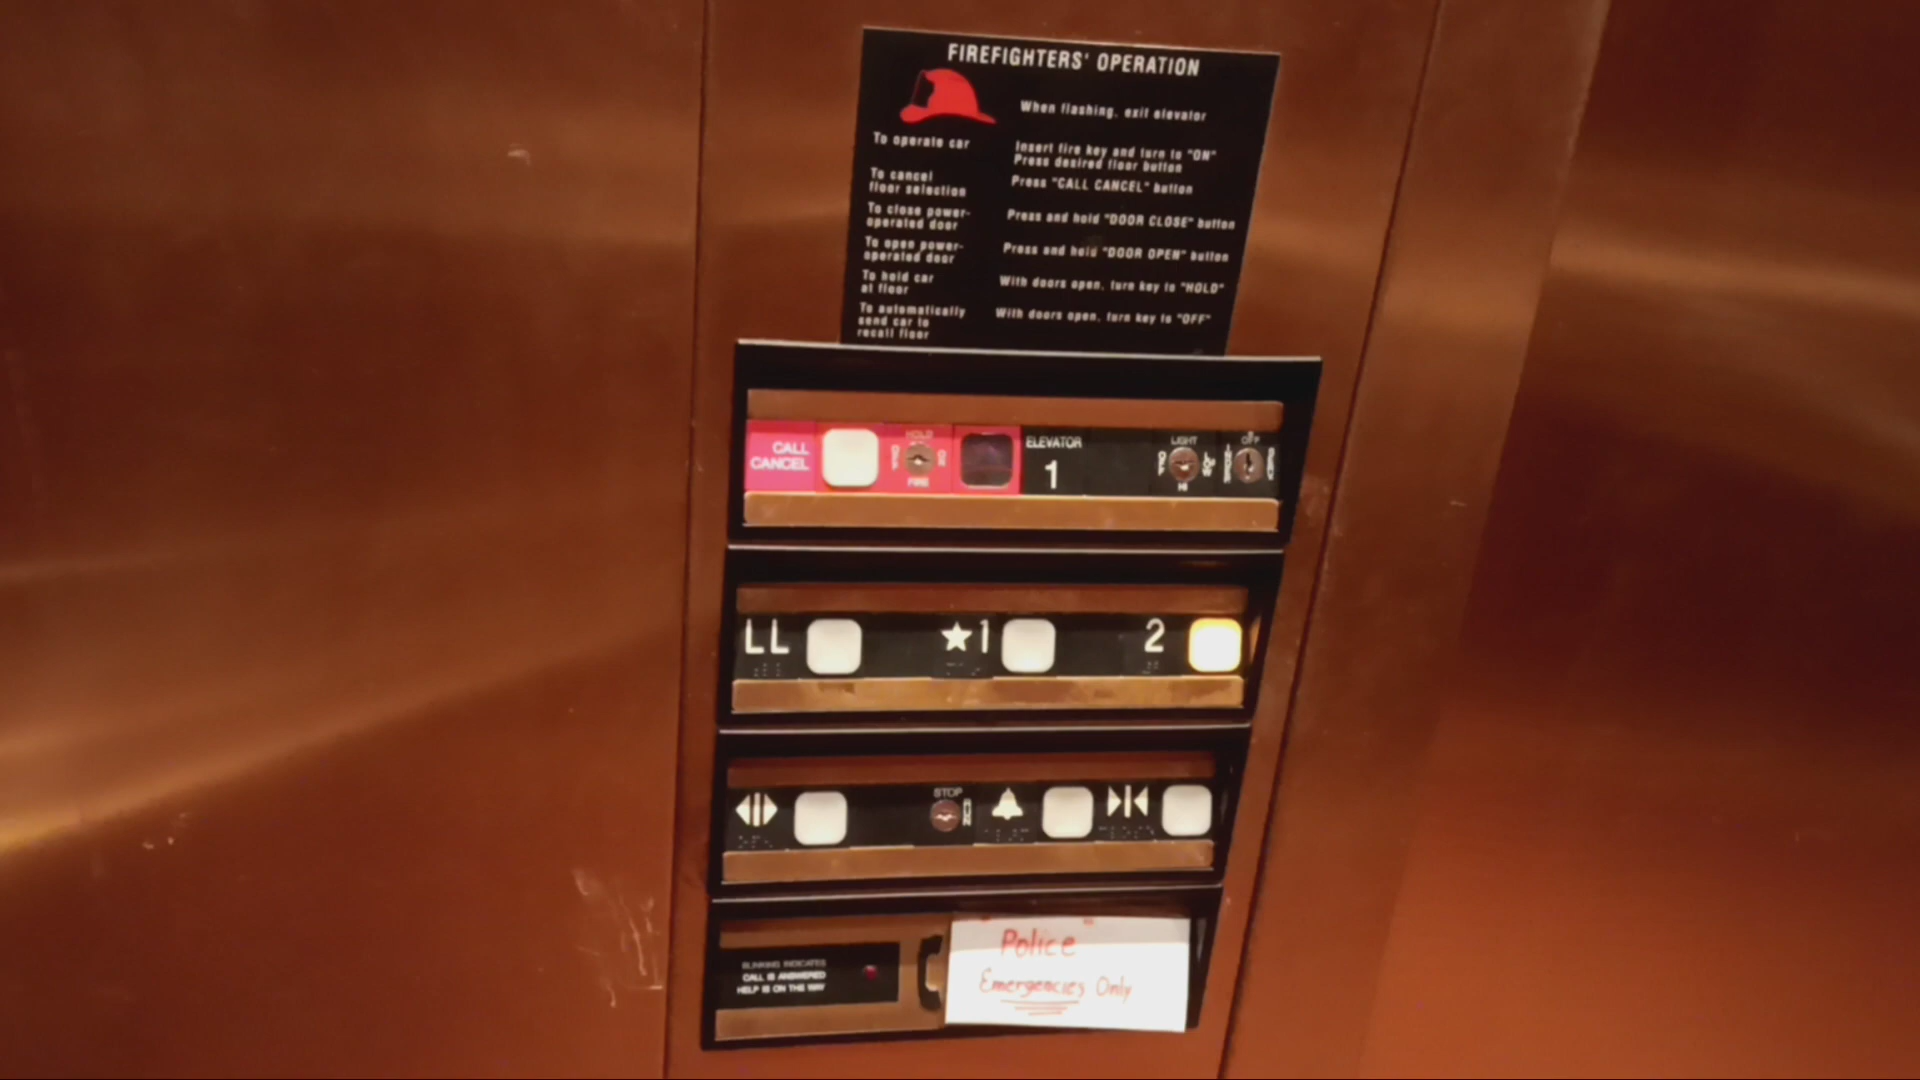 FIREFIGHTERS' OPERATION
When flashing, exit elevator
To operate car
Insert fire key and turn to "ON"
Press desired floor button
To cancel
floor selection
Press "CALL CANCEL" button
To close power-
operated door
Press and hold "DOOR CLOSE" button
To open power-
operated door
Press and hold "DOOR OPEN" button
To hold car
at floor
With doors open, turn key to "HOLD"
To automatically
send car to
recall floor
With doors open, turn key to "OFF"
CALL
CANCEL
HOLD
OFF
ON
FIRE
ELEVATOR
1
LIGHT
OFF
HI
OFF
LL
★1
2
STOP
RUN
BLINKING INDICATES
CALL IS ANSWERED
HELP IS ON THE WAY
Police
Emergencies Only